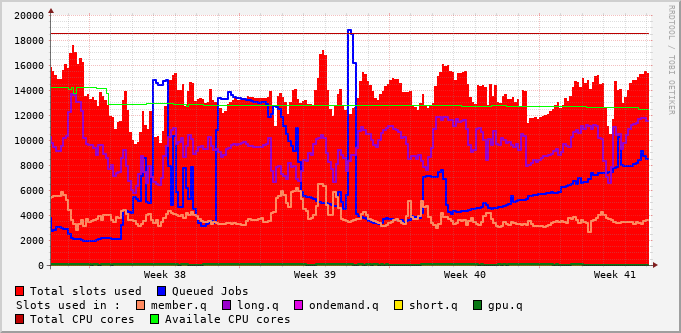 20000
18000
16000
14000
12000
10000
8000
6000
4000
2000
0
Week 38 Week 39 Week 40 Week 41
RRDTOOL / TOBI OETIKER
Total slots used Queued Jobs
Slots used in : member.q long.q ondemand.q short.q gpu.q
Total CPU cores Availale CPU cores